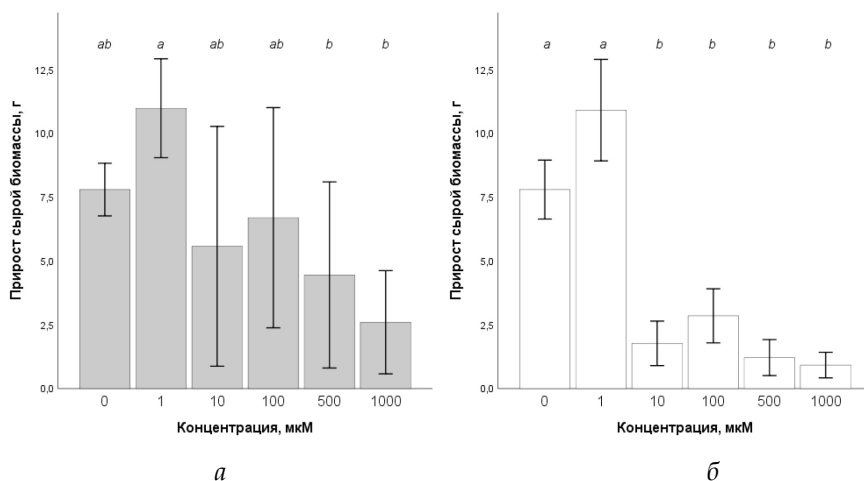 ab a ab ab b b
12,5
10,0
7,5
5,0
2,5
0,0
Прирост сырой биомассы, г
0 1 10 100 500 1000
Концентрация, мкМ
а
a a b b b b
12,5
10,0
7,5
5,0
2,5
0,0
Прирост сырой биомассы, г
0 1 10 100 500 1000
Концентрация, мкМ
б